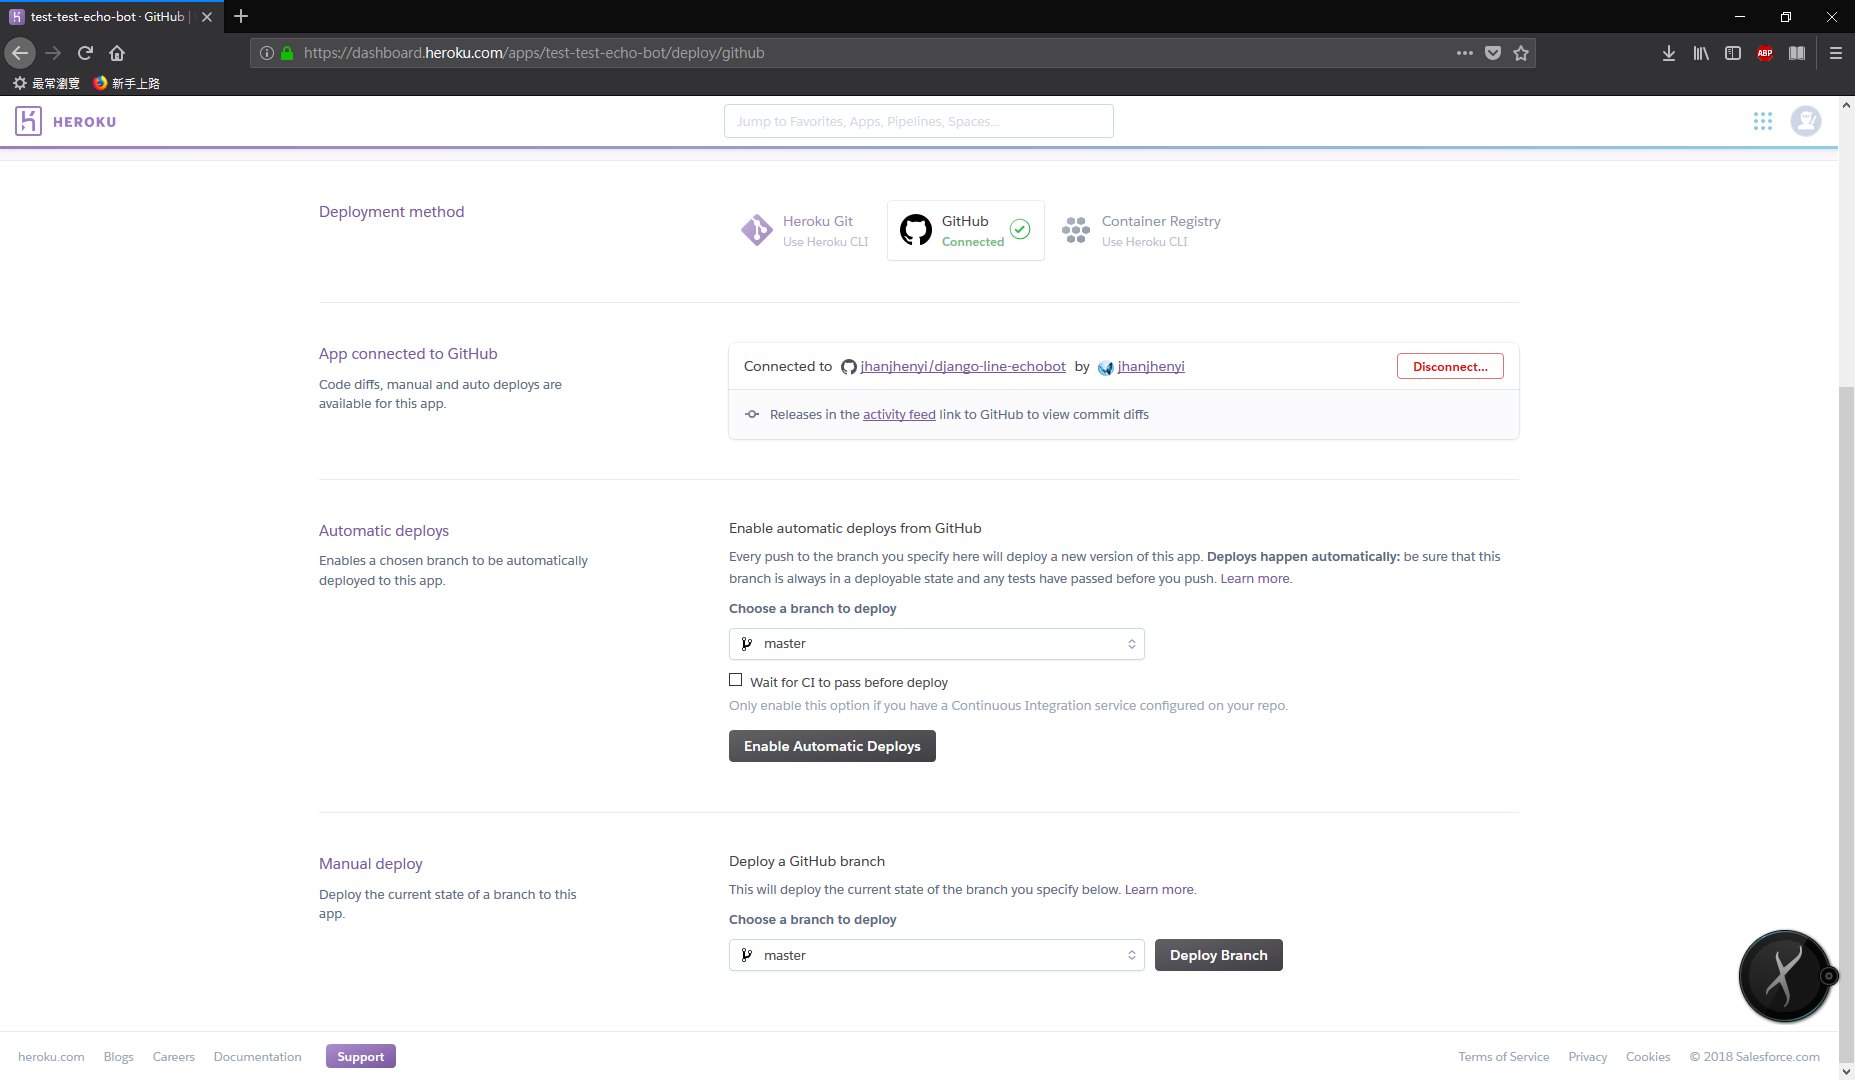 test-test-echo-bot · GitHub |
https://dashboard.heroku.com/apps/test-test-echo-bot/deploy/github
ABP
最常瀏覽 新手上路
HEROKU
Jump to Favorites, Apps, Pipelines, Spaces...
Deployment method
Heroku Git
Use Heroku CLI
GitHub
Connected
Container Registry
Use Heroku CLI
App connected to GitHub
Code diffs, manual and auto deploys are
available for this app.
Connected to jhanjhenyi/django-line-echobot by jhanjhenyi
Disconnect...
Releases in the activity feed link to GitHub to view commit diffs
Automatic deploys
Enables a chosen branch to be automatically
deployed to this app.
Enable automatic deploys from GitHub
Every push to the branch you specify here will deploy a new version of this app. Deploys happen automatically: be sure that this
branch is always in a deployable state and any tests have passed before you push. Learn more.
Choose a branch to deploy
master
Wait for CI to pass before deploy
Only enable this option if you have a Continuous Integration service configured on your repo.
Enable Automatic Deploys
Manual deploy
Deploy the current state of a branch to this
app.
Deploy a GitHub branch
This will deploy the current state of the branch you specify below. Learn more.
Choose a branch to deploy
master
Deploy Branch
heroku.com Blogs Careers Documentation Support
Terms of Service Privacy Cookies © 2018 Salesforce.com